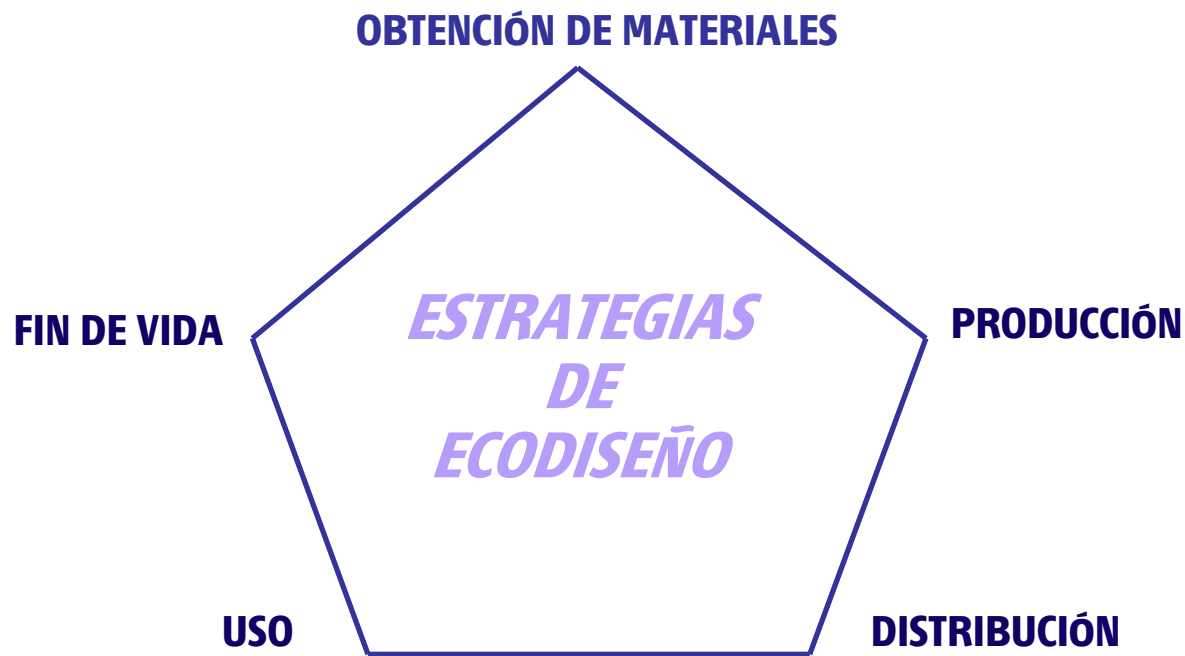 OBTENCIÓN DE MATERIALES
FIN DE VIDA
ESTRATEGIAS
DE
ECODISEÑO
PRODUCCIÓN
USO
DISTRIBUCIÓN